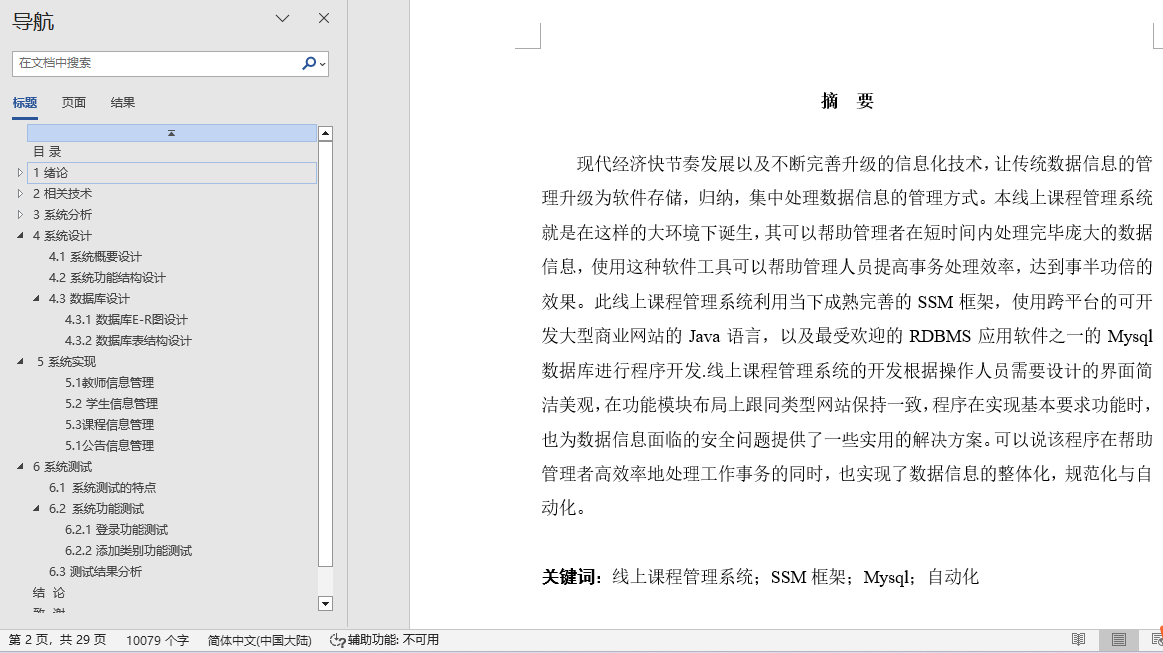 导航
在文档中搜索
标题 页面 结果
目 录
1 绪论
2 相关技术
3 系统分析
4 系统设计
4.1 系统概要设计
4.2 系统功能结构设计
4.3 数据库设计
4.3.1 数据库E-R图设计
4.3.2 数据库表结构设计
5 系统实现
5.1教师信息管理
5.2 学生信息管理
5.3课程信息管理
5.1公告信息管理
6 系统测试
6.1 系统测试的特点
6.2 系统功能测试
6.2.1 登录功能测试
6.2.2 添加类别功能测试
6.3 测试结果分析
结 论
致 谢
摘 要
现代经济快节奏发展以及不断完善升级的信息化技术，让传统数据信息的管
理升级为软件存储，归纳，集中处理数据信息的管理方式。本线上课程管理系统
就是在这样的大环境下诞生，其可以帮助管理者在短时间内处理完毕庞大的数据
信息，使用这种软件工具可以帮助管理人员提高事务处理效率，达到事半功倍的
效果。此线上课程管理系统利用当下成熟完善的 SSM 框架，使用跨平台的可开
发大型商业网站的 Java 语言，以及最受欢迎的 RDBMS 应用软件之一的 Mysql
数据库进行程序开发.线上课程管理系统的开发根据操作人员需要设计的界面简
洁美观，在功能模块布局上跟同类型网站保持一致，程序在实现基本要求功能时，
也为数据信息面临的安全问题提供了一些实用的解决方案。可以说该程序在帮助
管理者高效率地处理工作事务的同时，也实现了数据信息的整体化，规范化与自
动化。
关键词：线上课程管理系统；SSM 框架；Mysql；自动化
第 2 页，共 29 页 10079 个字 简体中文(中国大陆) 辅助功能: 不可用